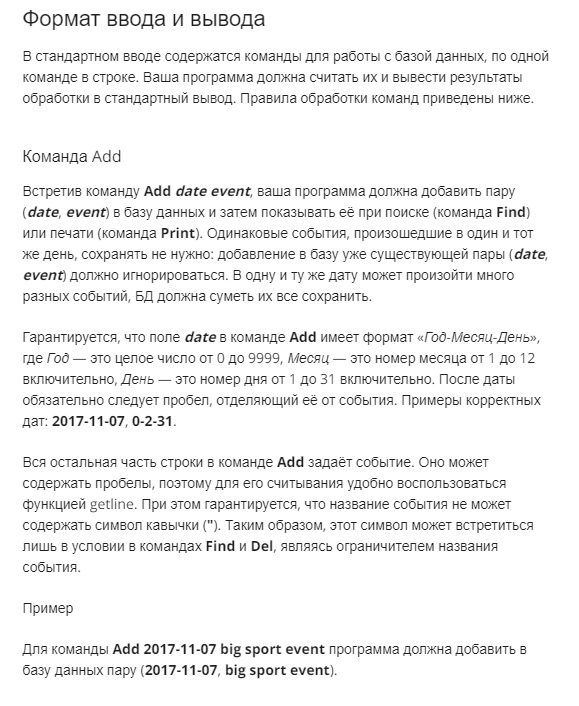 Формат ввода и вывода
В стандартном вводе содержатся команды для работы с базой данных, по одной
команде в строке. Ваша программа должна считать их и вывести результаты
обработки в стандартный вывод. Правила обработки команд приведены ниже.
Команда Add
Встретив команду Add date event, ваша программа должна добавить пару
(date, event) в базу данных и затем показывать её при поиске (команда Find)
или печати (команда Print). Одинаковые события, произошедшие в один и тот
же день, сохранять не нужно: добавление в базу уже существующей пары (date,
event) должно игнорироваться. В одну и ту же дату может произойти много
разных событий, БД должна суметь их все сохранить.
Гарантируется, что поле date в команде Add имеет формат «Год-Месяц-День»,
где Год — это целое число от 0 до 9999, Месяц — это номер месяца от 1 до 12
включительно, День — это номер дня от 1 до 31 включительно. После даты
обязательно следует пробел, отделяющий её от события. Примеры корректных
дат: 2017-11-07, 0-2-31.
Вся остальная часть строки в команде Add задаёт событие. Оно может
содержать пробелы, поэтому для его считывания удобно воспользоваться
функцией getline. При этом гарантируется, что название события не может
содержать символ кавычки ("). Таким образом, этот символ может встретиться
лишь в условии в командах Find и Del, являясь ограничителем названия
события.
Пример
Для команды Add 2017-11-07 big sport event программа должна добавить в
базу данных пару (2017-11-07, big sport event).